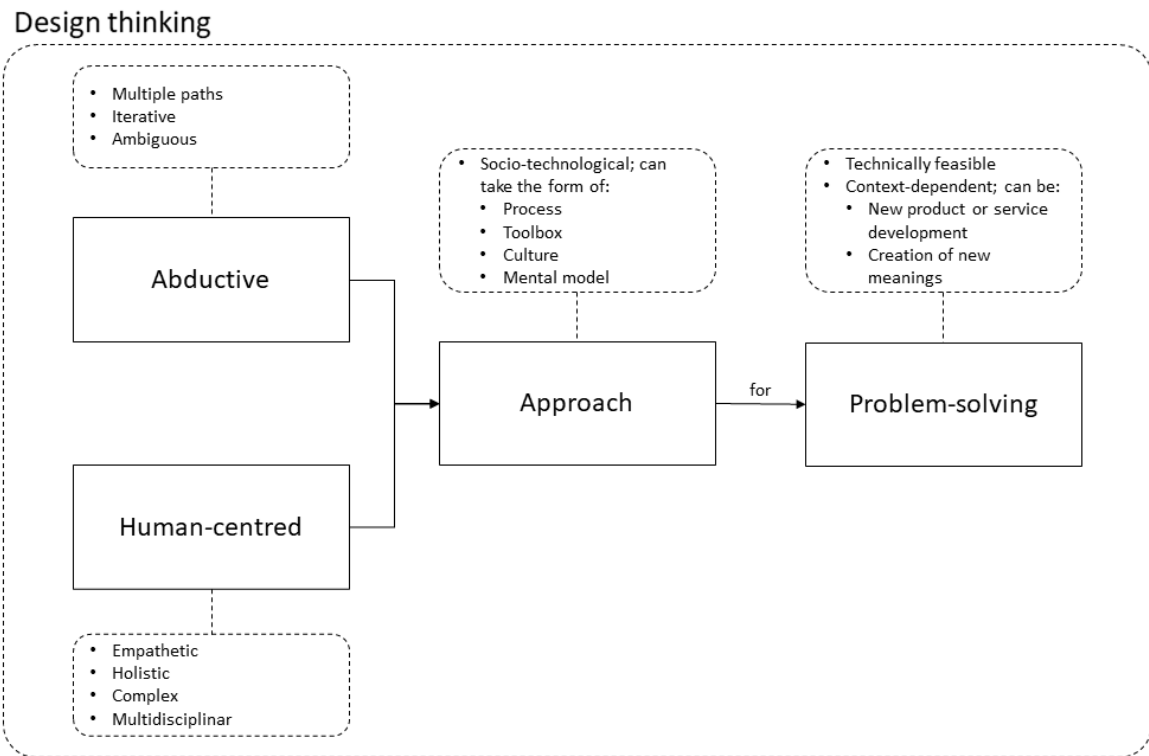 Design thinking
• Multiple paths
• Iterative
• Ambiguous
Abductive
Human-centred
• Empathetic
• Holistic
• Complex
• Multidisciplinar
• Socio-technological; can
take the form of:
• Process
• Toolbox
• Culture
• Mental model
Approach
for
• Technically feasible
• Context-dependent; can be:
• New product or service
development
• Creation of new
meanings
Problem-solving